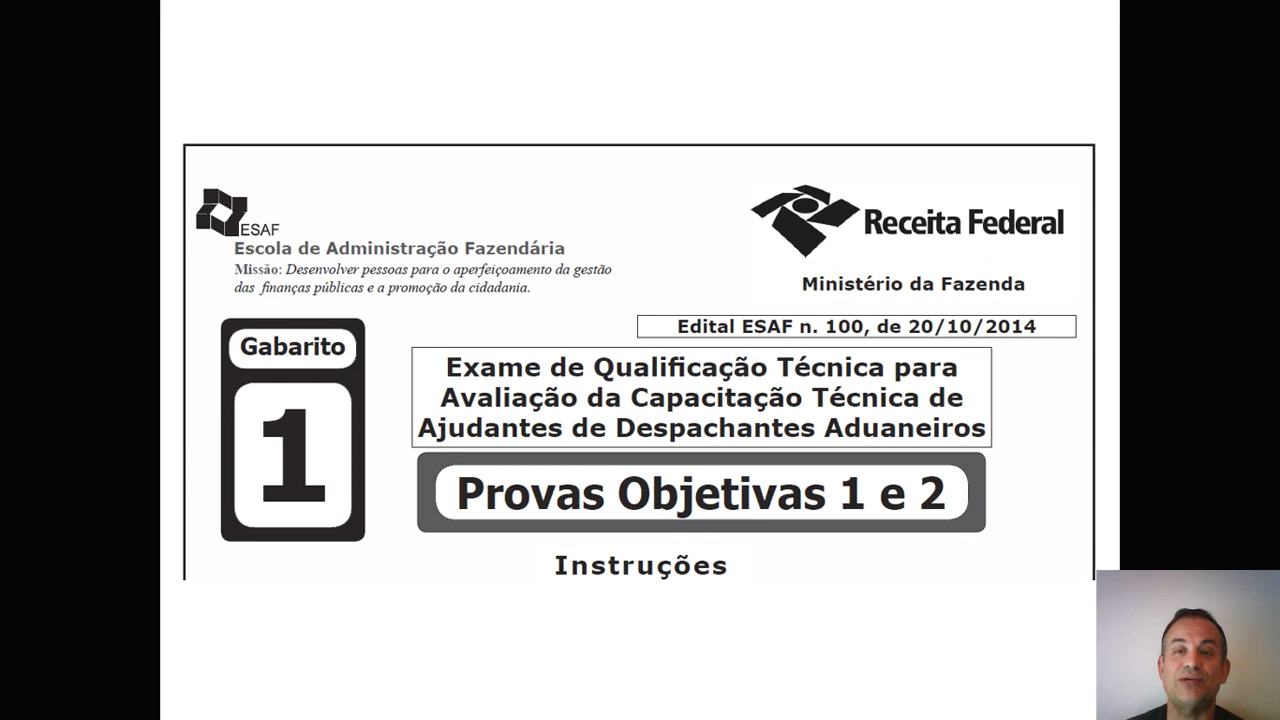 ESAF
Escola de Administração Fazendária
Missão: Desenvolver pessoas para o aperfeiçoamento da gestão
das finanças públicas e a promoção da cidadania.
Receita Federal
Ministério da Fazenda
Edital ESAF n. 100, de 20/10/2014
Gabarito
1
Exame de Qualificação Técnica para
Avaliação da Capacitação Técnica de
Ajudantes de Despachantes Aduaneiros
Provas Objetivas 1 e 2
Instruções